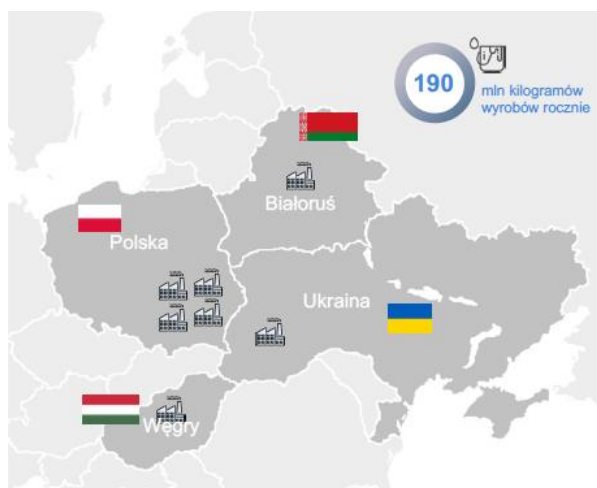 190
mln kilogramów
wyrobów rocznie
Białoruś
Polska
Ukraina
Węgry